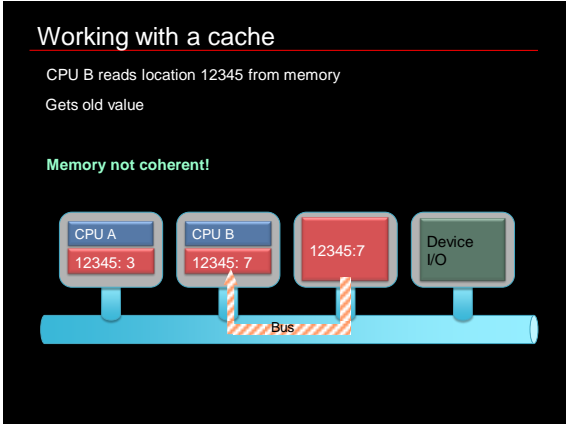 Working with a cache
CPU B reads location 12345 from memory
Gets old value
Memory not coherent!
CPU A
12345: 3
CPU B
12345: 7
12345:7
Device
I/O
Bus